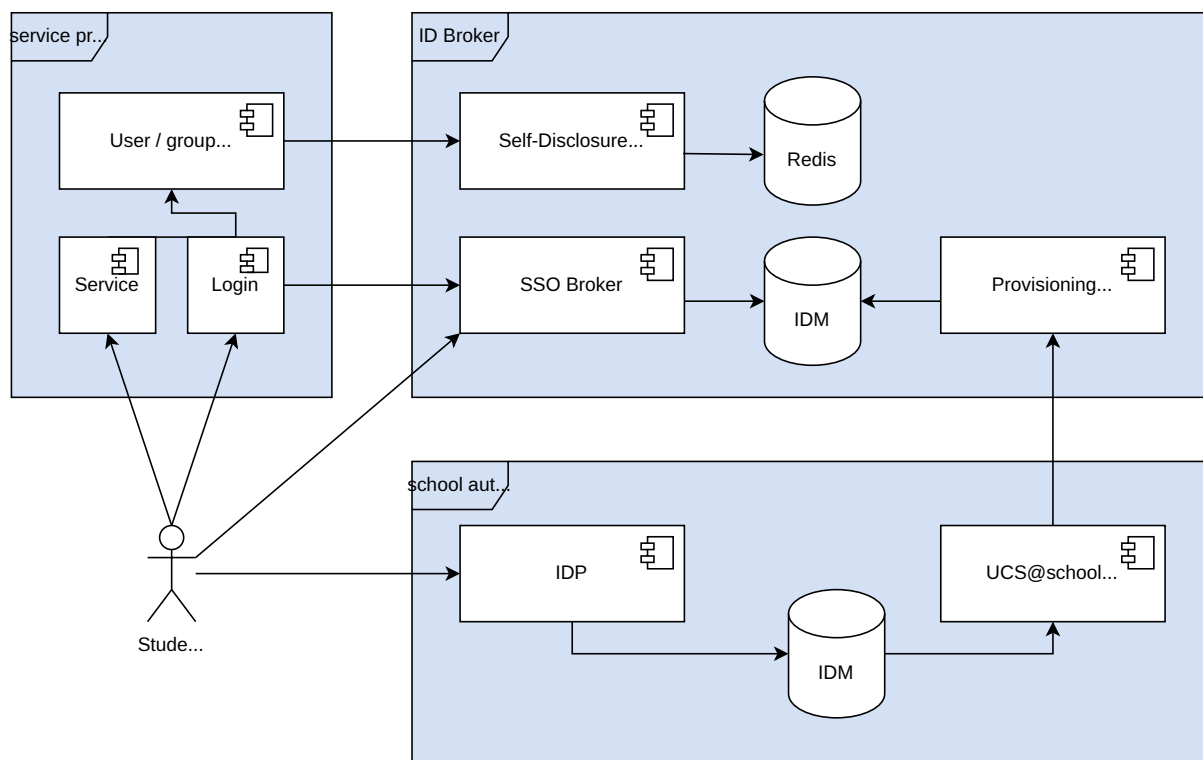 service pr...
ID Broker
User / group...
Self-Disclosure...
Redis
Service
Login
SSO Broker
IDM
Provisioning...
school aut...
IDP
UCS@school...
IDM
Stude...